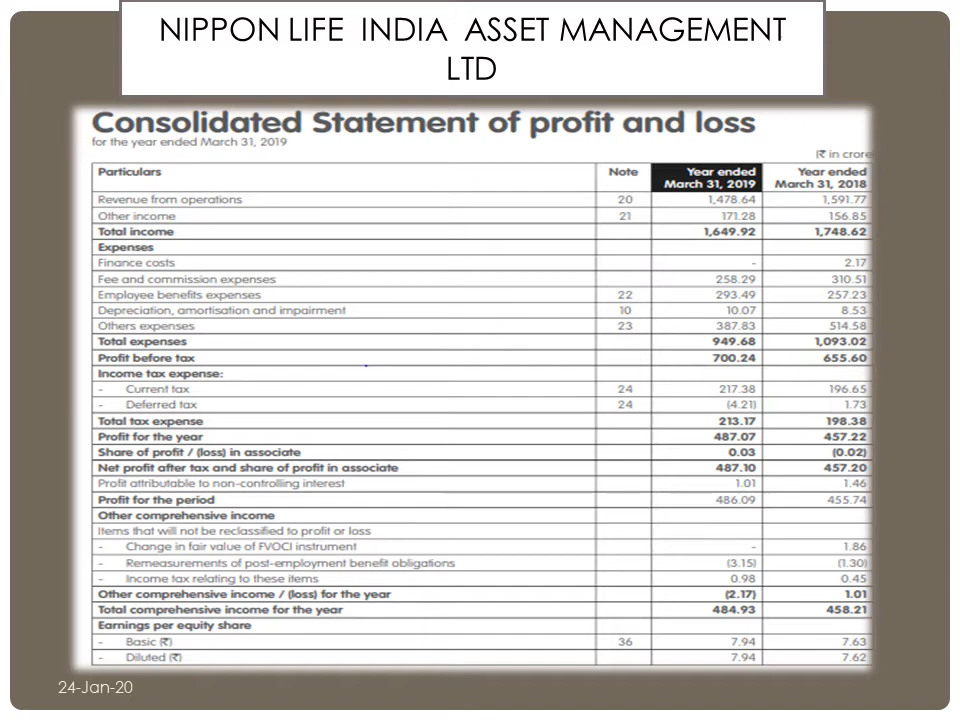 NIPPON LIFE INDIA ASSET MANAGEMENT
LTD
Consolidated Statement of profit and loss
for the year ended March 31, 2019
(₹ in crore
Particulars Note Year ended March 31, 2019 Year ended March 31, 2018
Revenue from operations 20 1,478.64 1,591.77
Other income 21 171.28 156.85
Total income 1,649.92 1,748.62
Expenses
Finance costs - 2.17
Fee and commission expenses 258.29 310.51
Employee benefits expenses 22 293.49 257.23
Depreciation, amortisation and impairment 10 10.07 8.53
Others expenses 23 387.83 514.58
Total expenses 949.68 1,093.02
Profit before tax 700.24 655.60
Income tax expense:
- Current tax 24 217.38 196.65
- Deferred tax 24 (4.21) 1.73
Total tax expense 213.17 198.38
Profit for the year 487.07 457.22
Share of profit / (loss) in associate 0.03 (0.02)
Net profit after tax and share of profit in associate 487.10 457.20
Profit attributable to non-controlling interest 1.01 1.46
Profit for the period 486.09 455.74
Other comprehensive income
Items that will not be reclassified to profit or loss
- Change in fair value of FVOCI instrument - 1.86
- Remeasurements of post-employment benefit obligations (3.15) (1.30)
- Income tax relating to these items 0.98 0.45
Other comprehensive income / (loss) for the year (2.17) 1.01
Total comprehensive income for the year 484.93 458.21
Earnings per equity share
- Basic (₹) 36 7.94 7.63
- Diluted (₹) 7.94 7.62
24-Jan-20